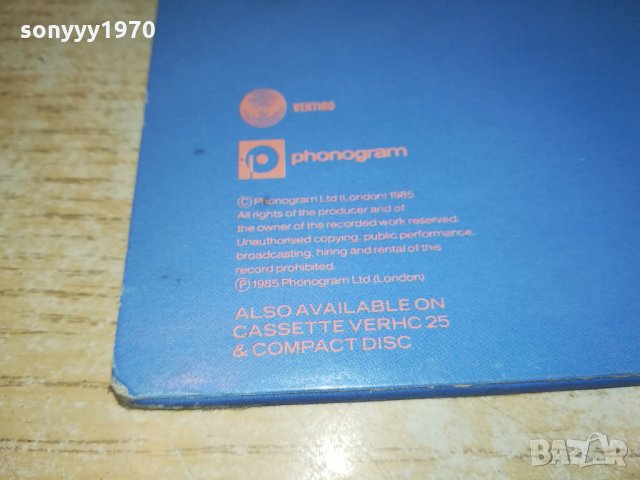 sonyyy1970
VERTIGO
phonogram
© Phonogram Ltd (London) 1985
All rights of the producer and of
the owner of the recorded work reserved.
Unauthorised copying, public performance,
broadcasting, hiring and rental of this
record prohibited.
℗ 1985 Phonogram Ltd (London)
ALSO AVAILABLE ON
CASSETTE VERHC 25
& COMPACT DISC
BAZAR